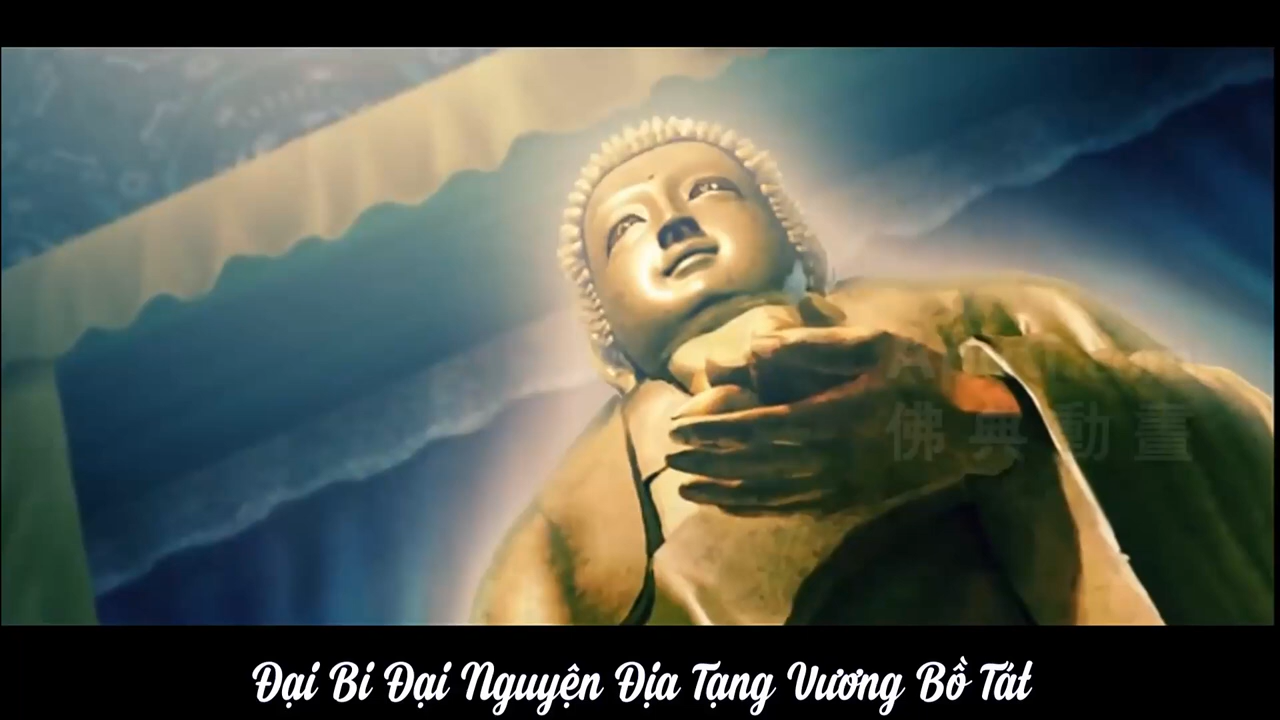 佛典動畫
Đại Bi Đại Nguyện Địa Tạng Vương Bồ Tát